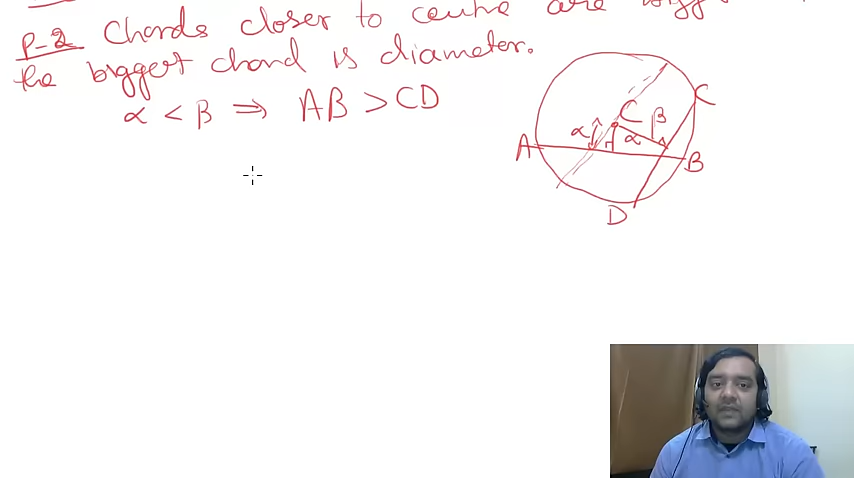 P-2 Chords closer to centre are
the biggest chord is diameter.
α < β ⇒ AB > CD
C
C
β
α
α
A
B
D